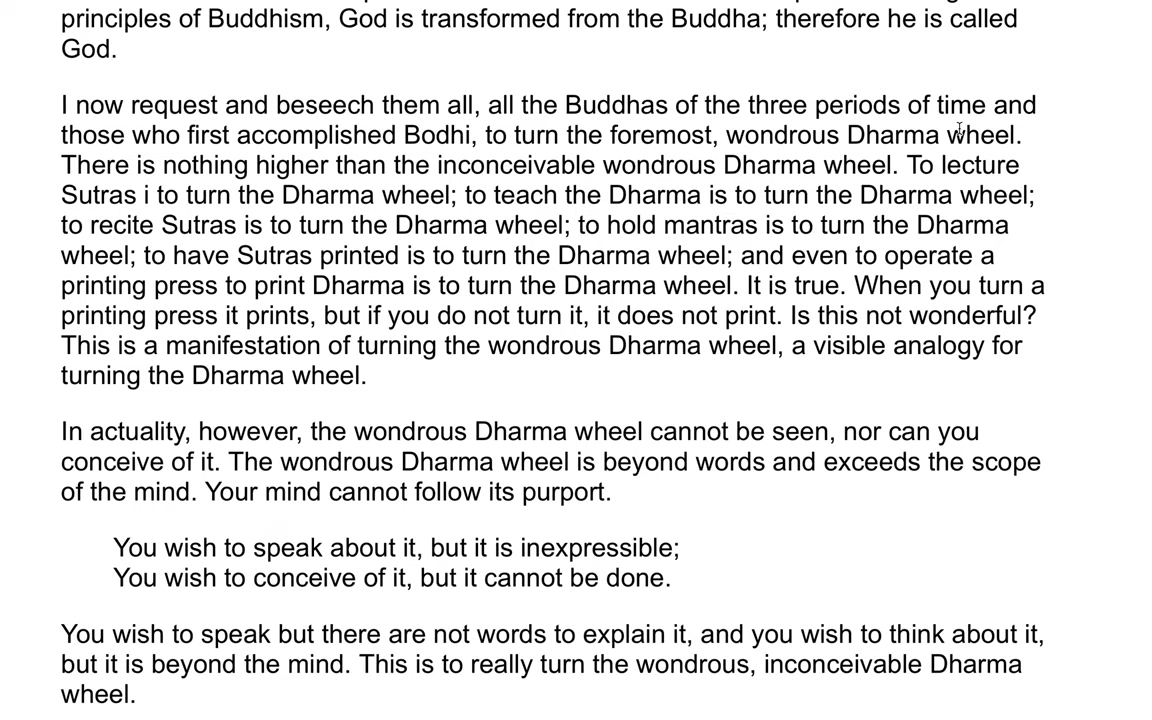 principles of Buddhism, God is transformed from the Buddha; therefore he is called
God.
I now request and beseech them all, all the Buddhas of the three periods of time and
those who first accomplished Bodhi, to turn the foremost, wondrous Dharma wheel.
There is nothing higher than the inconceivable wondrous Dharma wheel. To lecture
Sutras i to turn the Dharma wheel; to teach the Dharma is to turn the Dharma wheel;
to recite Sutras is to turn the Dharma wheel; to hold mantras is to turn the Dharma
wheel; to have Sutras printed is to turn the Dharma wheel; and even to operate a
printing press to print Dharma is to turn the Dharma wheel. It is true. When you turn a
printing press it prints, but if you do not turn it, it does not print. Is this not wonderful?
This is a manifestation of turning the wondrous Dharma wheel, a visible analogy for
turning the Dharma wheel.
In actuality, however, the wondrous Dharma wheel cannot be seen, nor can you
conceive of it. The wondrous Dharma wheel is beyond words and exceeds the scope
of the mind. Your mind cannot follow its purport.
You wish to speak about it, but it is inexpressible;
You wish to conceive of it, but it cannot be done.
You wish to speak but there are not words to explain it, and you wish to think about it,
but it is beyond the mind. This is to really turn the wondrous, inconceivable Dharma
wheel.